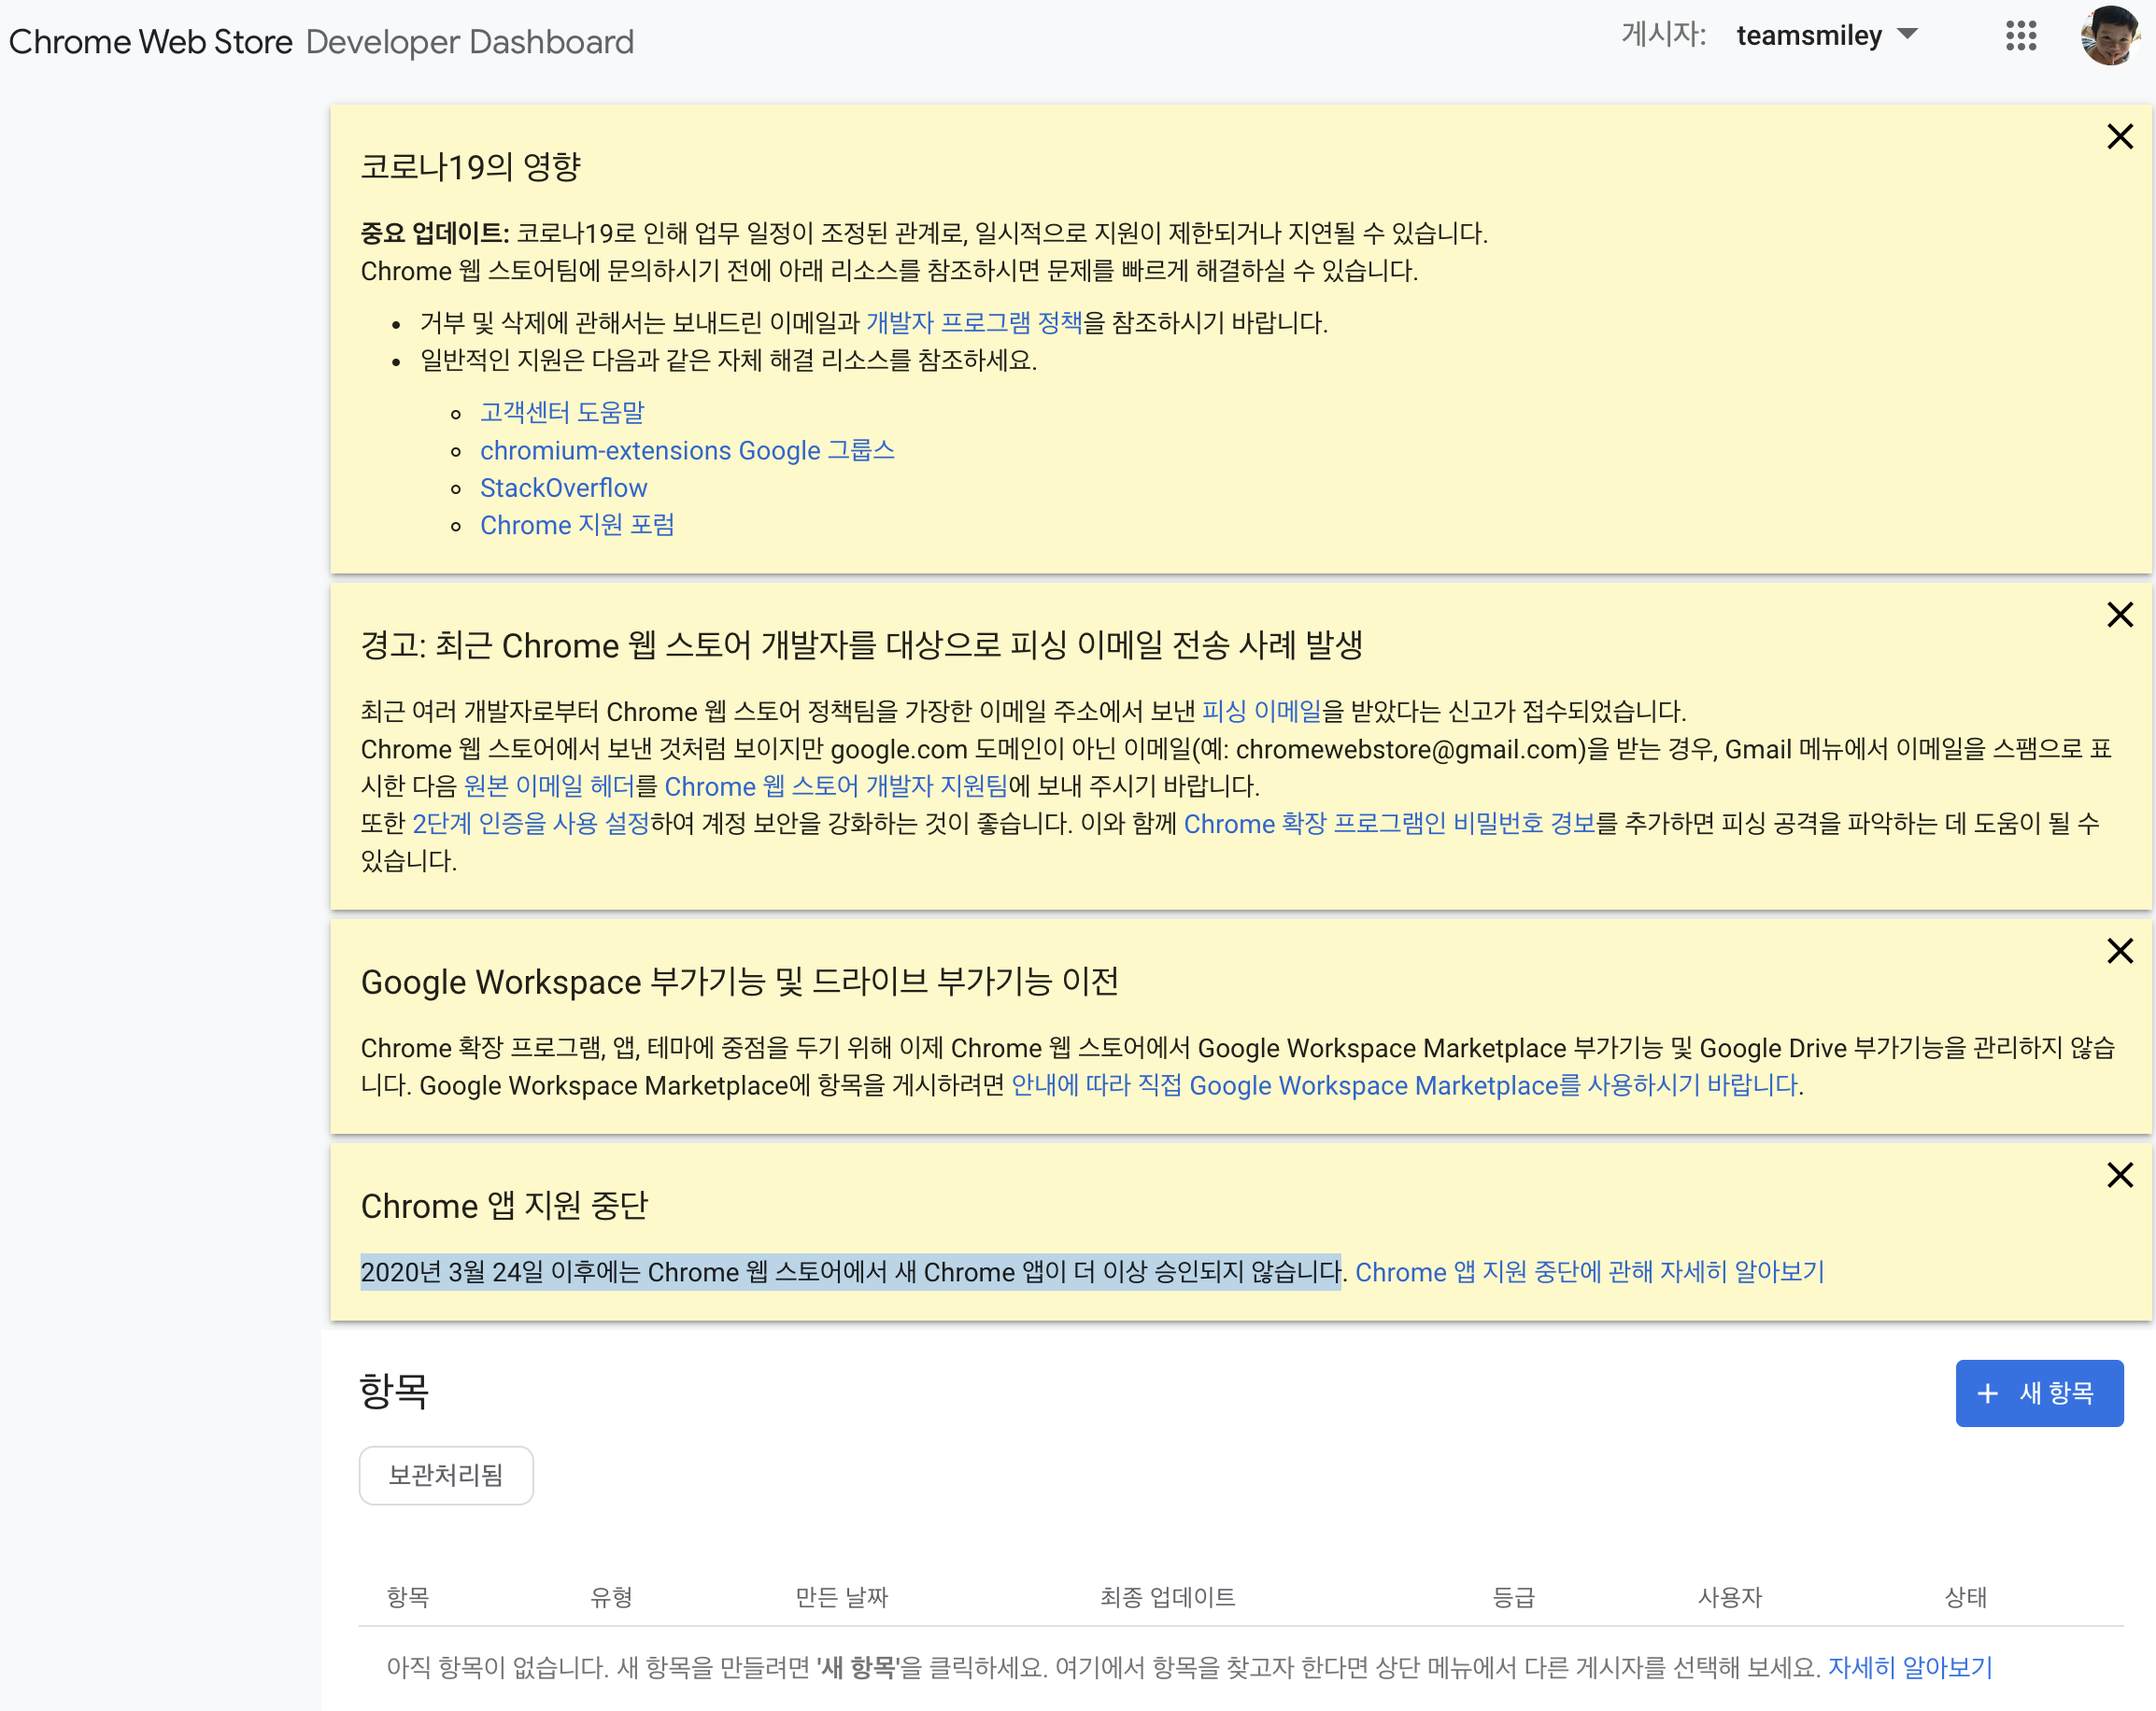 Chrome Web Store Developer Dashboard
게시자: teamsmiley
코로나19의 영향
중요 업데이트: 코로나19로 인해 업무 일정이 조정된 관계로, 일시적으로 지원이 제한되거나 지연될 수 있습니다.
Chrome 웹 스토어팀에 문의하시기 전에 아래 리소스를 참조하시면 문제를 빠르게 해결하실 수 있습니다.
• 거부 및 삭제에 관해서는 보내드린 이메일과 개발자 프로그램 정책을 참조하시기 바랍니다.
• 일반적인 지원은 다음과 같은 자체 해결 리소스를 참조하세요.
고객센터 도움말
chromium-extensions Google 그룹스
StackOverflow
Chrome 지원 포럼
경고: 최근 Chrome 웹 스토어 개발자를 대상으로 피싱 이메일 전송 사례 발생
최근 여러 개발자로부터 Chrome 웹 스토어 정책팀을 가장한 이메일 주소에서 보낸 피싱 이메일을 받았다는 신고가 접수되었습니다.
Chrome 웹 스토어에서 보낸 것처럼 보이지만 google.com 도메인이 아닌 이메일(예: chromewebstore@gmail.com)을 받는 경우, Gmail 메뉴에서 이메일을 스팸으로 표
시한 다음 원본 이메일 헤더를 Chrome 웹 스토어 개발자 지원팀에 보내 주시기 바랍니다.
또한 2단계 인증을 사용 설정하여 계정 보안을 강화하는 것이 좋습니다. 이와 함께 Chrome 확장 프로그램인 비밀번호 경보를 추가하면 피싱 공격을 파악하는 데 도움이 될 수
있습니다.
Google Workspace 부가기능 및 드라이브 부가기능 이전
Chrome 확장 프로그램, 앱, 테마에 중점을 두기 위해 이제 Chrome 웹 스토어에서 Google Workspace Marketplace 부가기능 및 Google Drive 부가기능을 관리하지 않습
니다. Google Workspace Marketplace에 항목을 게시하려면 안내에 따라 직접 Google Workspace Marketplace를 사용하시기 바랍니다.
Chrome 앱 지원 중단
2020년 3월 24일 이후에는 Chrome 웹 스토어에서 새 Chrome 앱이 더 이상 승인되지 않습니다. Chrome 앱 지원 중단에 관해 자세히 알아보기
항목
+ 새 항목
보관처리됨
항목 유형 만든 날짜 최종 업데이트 등급 사용자 상태
아직 항목이 없습니다. 새 항목을 만들려면 '새 항목'을 클릭하세요. 여기에서 항목을 찾고자 한다면 상단 메뉴에서 다른 게시자를 선택해 보세요. 자세히 알아보기